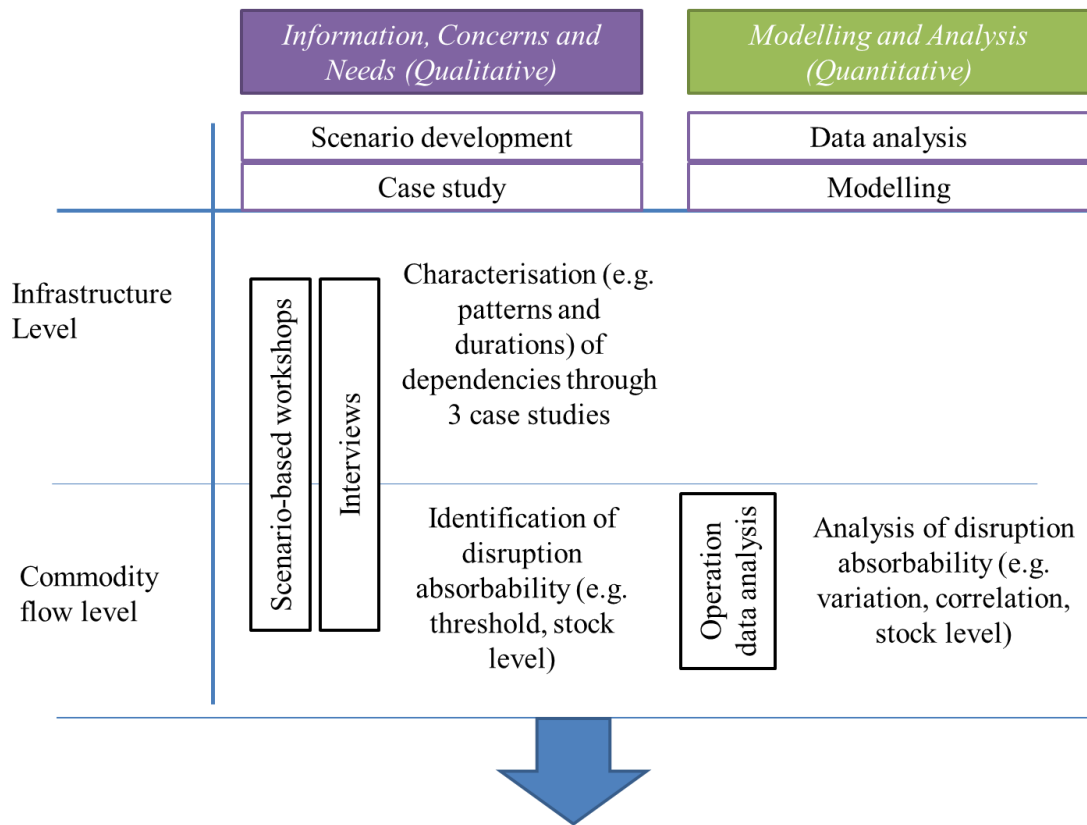 Information, Concerns and
Needs (Qualitative)
Modelling and Analysis
(Quantitative)
Scenario development
Data analysis
Case study
Modelling
Infrastructure
Level
Scenario-based workshops
Interviews
Characterisation (e.g.
patterns and
durations) of
dependencies through
3 case studies
Commodity
flow level
Identification of
disruption
absorbability (e.g.
threshold, stock
level)
Operation
data analysis
Analysis of disruption
absorbability (e.g.
variation, correlation,
stock level)